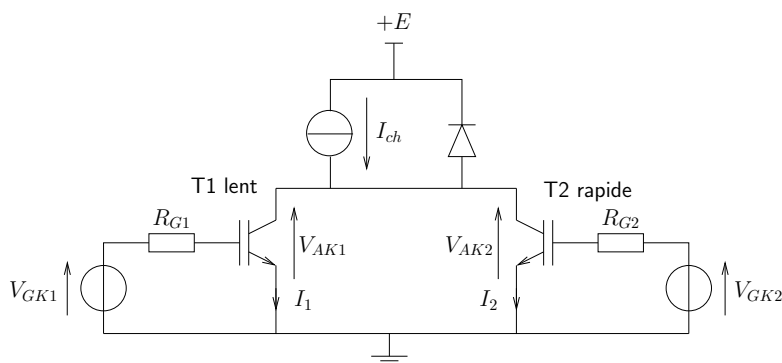 +E
I_ch
T1 lent
T2 rapide
R_G1
R_G2
V_AK1
V_AK2
V_GK1
I_1
I_2
V_GK2